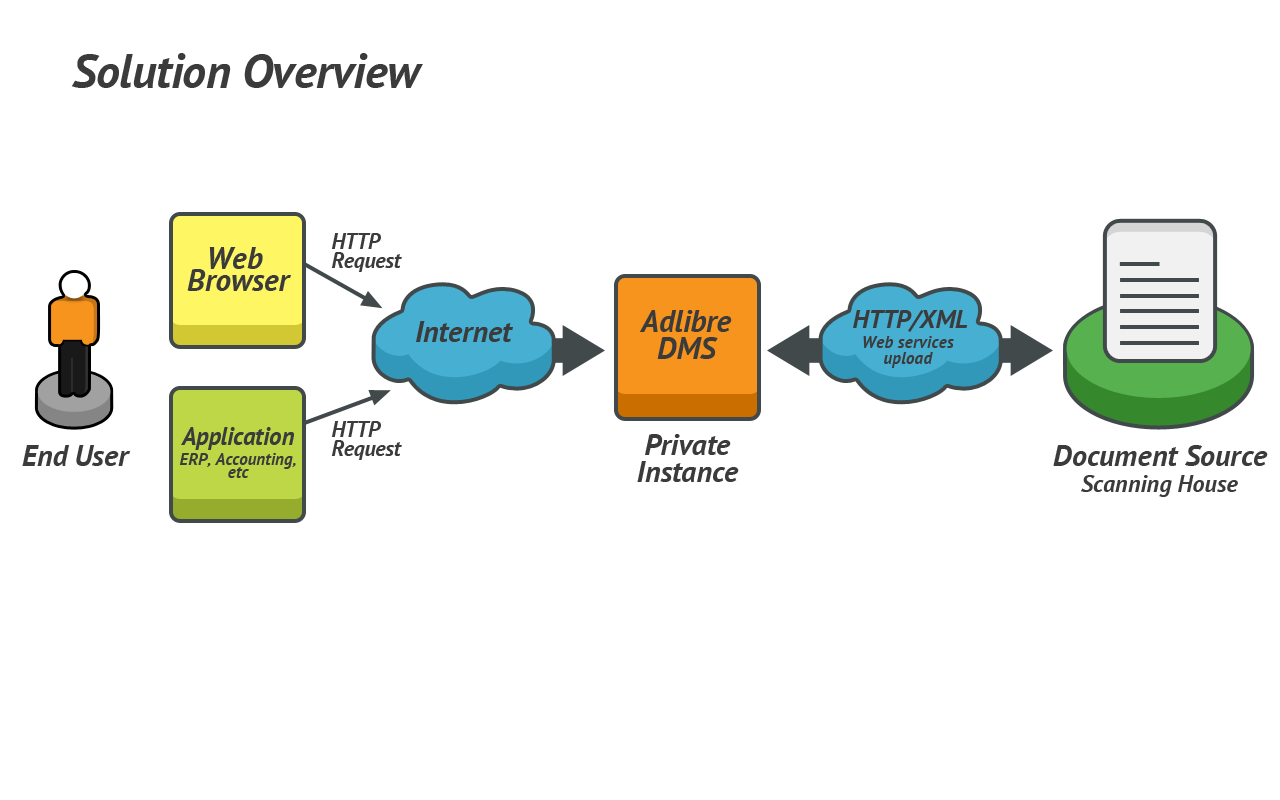 Solution Overview
Web
Browser
HTTP
Request
Internet
Application
ERP, Accounting,
etc
HTTP
Request
End User
Adlibre
DMS
Private
Instance
HTTP/XML
Web services
upload
Document Source
Scanning House